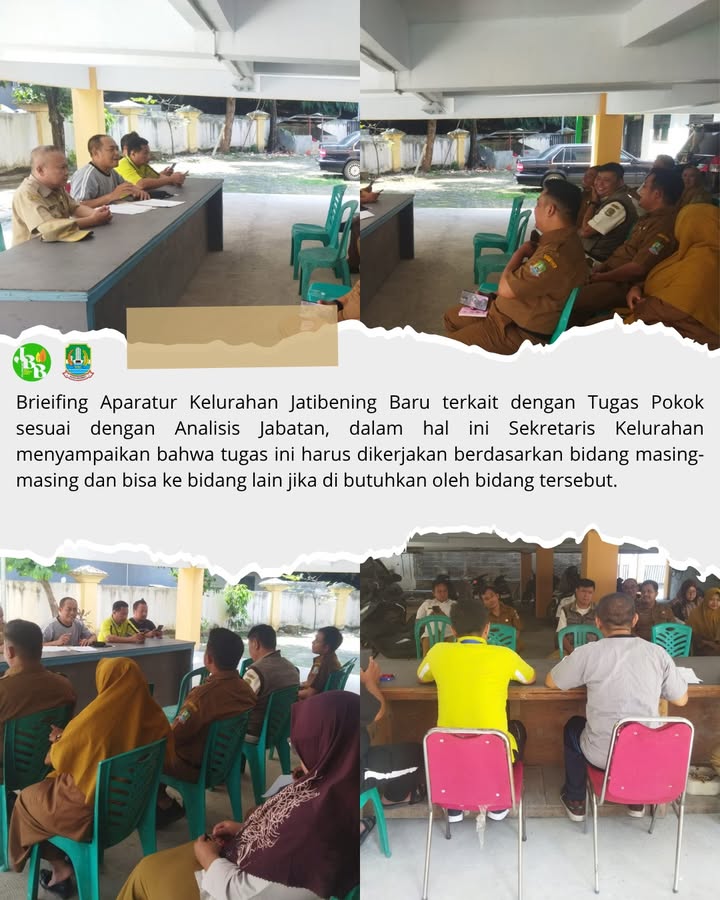 JBB
Brieifing Aparatur Kelurahan Jatibening Baru terkait dengan Tugas Pokok
sesuai dengan Analisis Jabatan, dalam hal ini Sekretaris Kelurahan
menyampaikan bahwa tugas ini harus dikerjakan berdasarkan bidang masing-
masing dan bisa ke bidang lain jika di butuhkan oleh bidang tersebut.